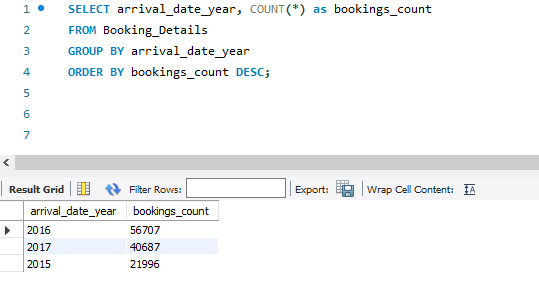 1 SELECT arrival_date_year, COUNT(*) as bookings_count
2 FROM Booking_Details
3 GROUP BY arrival_date_year
4 ORDER BY bookings_count DESC;
5
6
7
Result Grid Filter Rows: Export: Wrap Cell Content:
arrival_date_year bookings_count
2016 56707
2017 40687
2015 21996